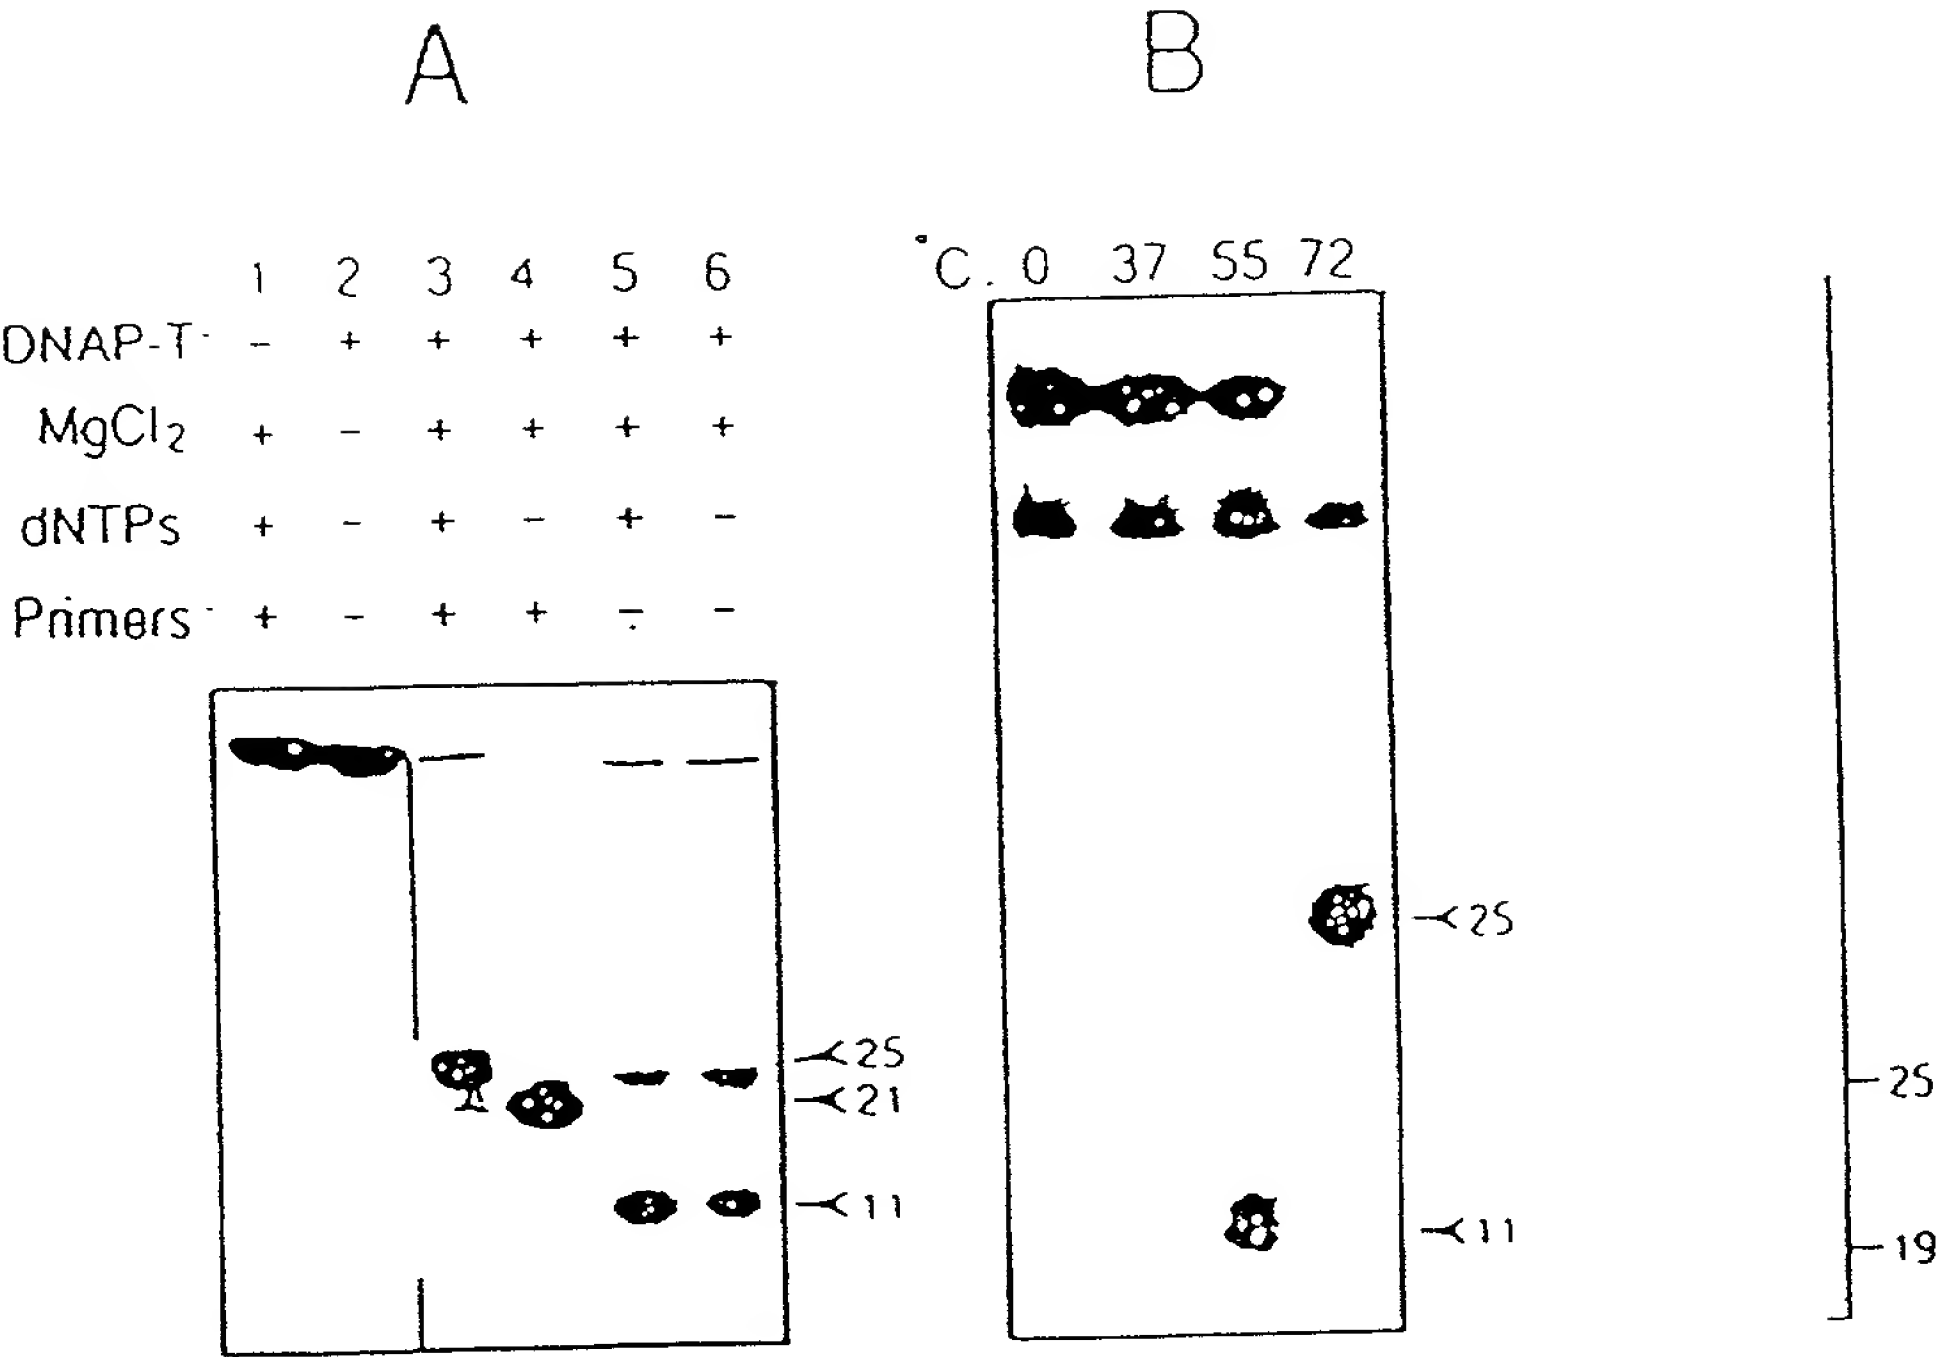 A
B
1 2 3 4 5 6
DNAP-T - + + + + +
MgCl2 + - + + + +
dNTPs + - + - + -
Primers + - + + - -
25
21
11
°C. 0 37 55 72
25
11
25
19